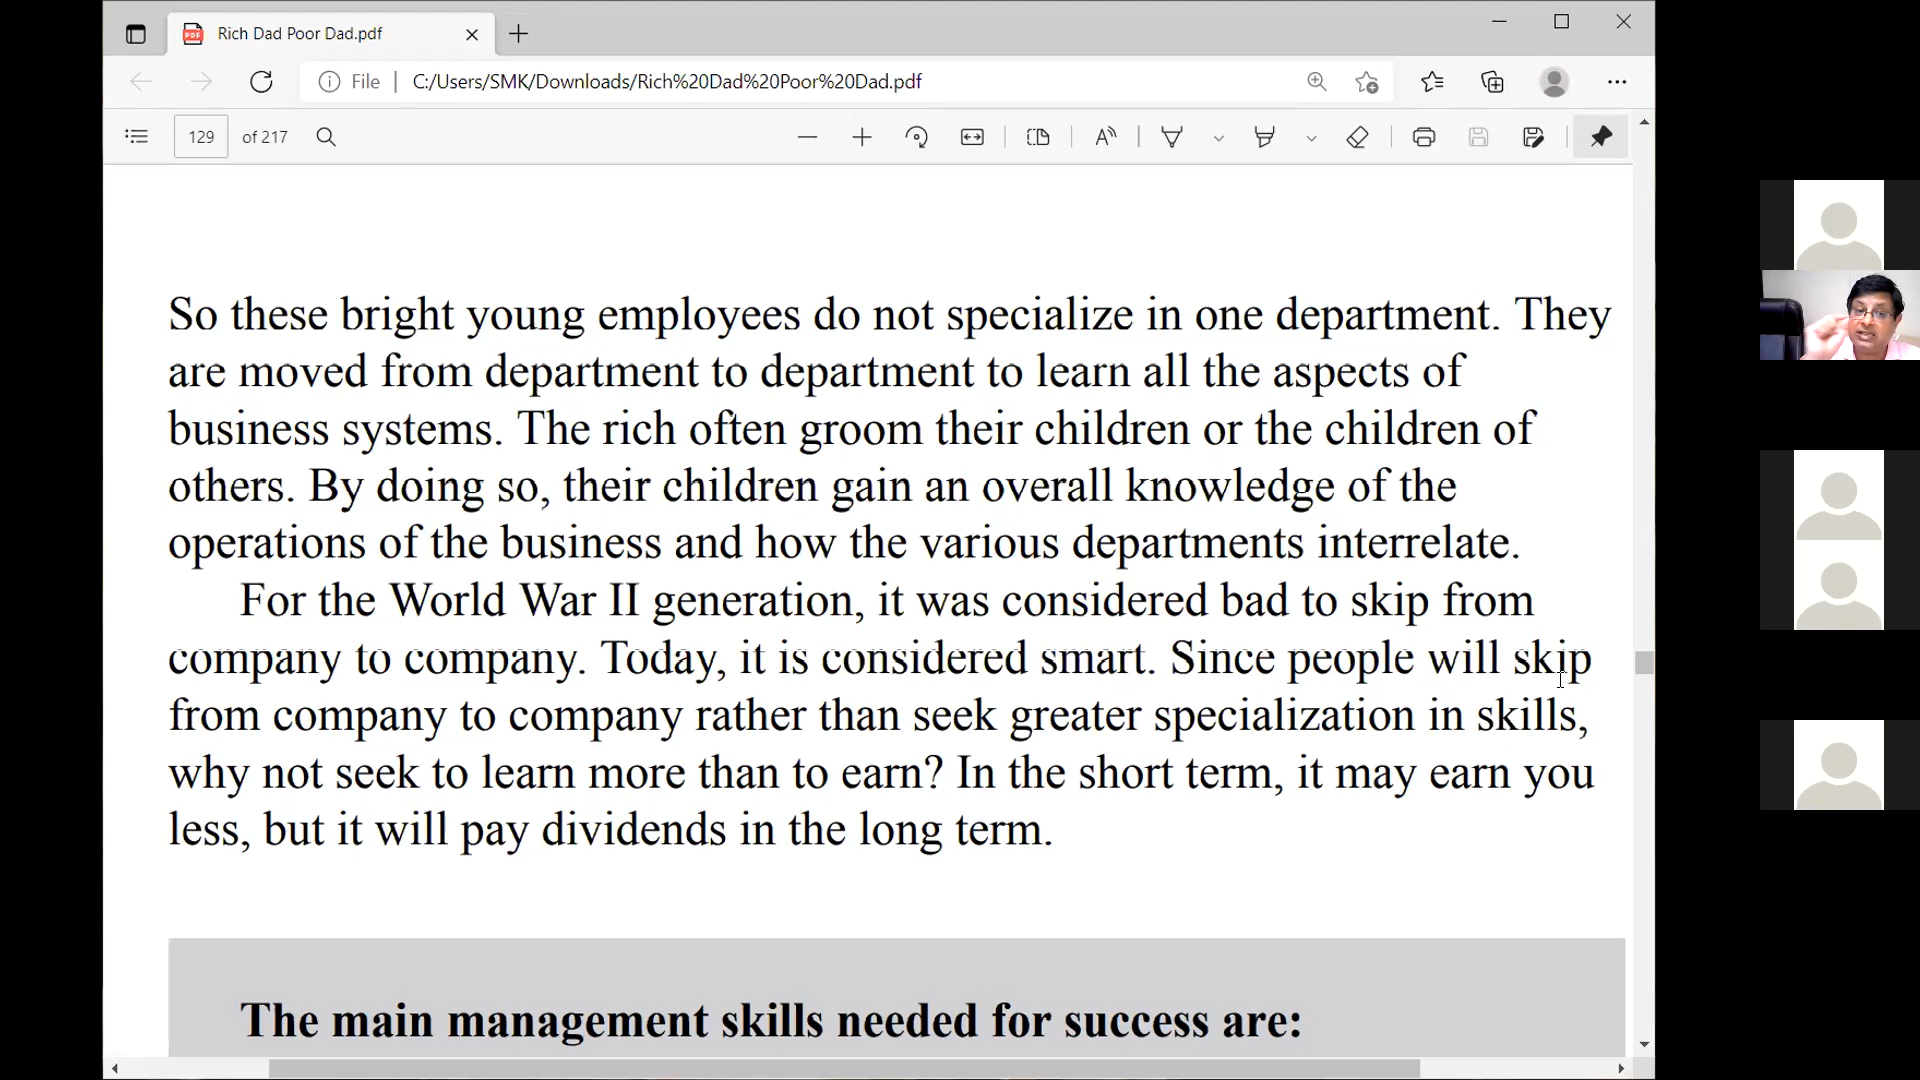 Rich Dad Poor Dad.pdf
File
C:/Users/SMK/Downloads/Rich%20Dad%20Poor%20Dad.pdf
129 of 217
So these bright young employees do not specialize in one department. They
are moved from department to department to learn all the aspects of
business systems. The rich often groom their children or the children of
others. By doing so, their children gain an overall knowledge of the
operations of the business and how the various departments interrelate.
For the World War II generation, it was considered bad to skip from
company to company. Today, it is considered smart. Since people will skip
from company to company rather than seek greater specialization in skills,
why not seek to learn more than to earn? In the short term, it may earn you
less, but it will pay dividends in the long term.
The main management skills needed for success are: